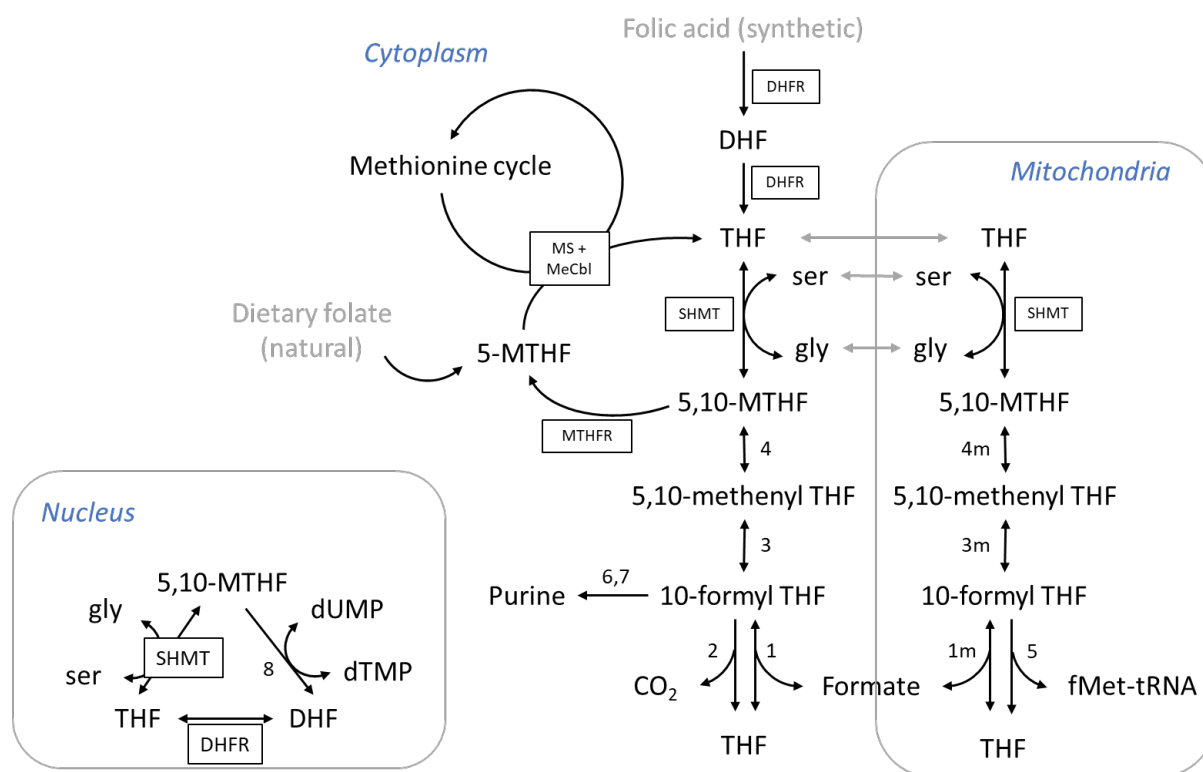 Folic acid (synthetic)
Cytoplasm
DHFR
DHF
Methionine cycle
DHFR
Mitochondria
THF
THF
MS +
MeCbl
ser
ser
SHMT
SHMT
Dietary folate
(natural)
5-MTHF
gly
gly
5,10-MTHF
5,10-MTHF
MTHFR
4
4m
5,10-methenyl THF
5,10-methenyl THF
3
3m
Purine
6,7
10-formyl THF
10-formyl THF
2
1
1m
5
CO2
Formate
fMet-tRNA
THF
THF
Nucleus
5,10-MTHF
gly
dUMP
SHMT
ser
8
dTMP
THF
DHF
DHFR